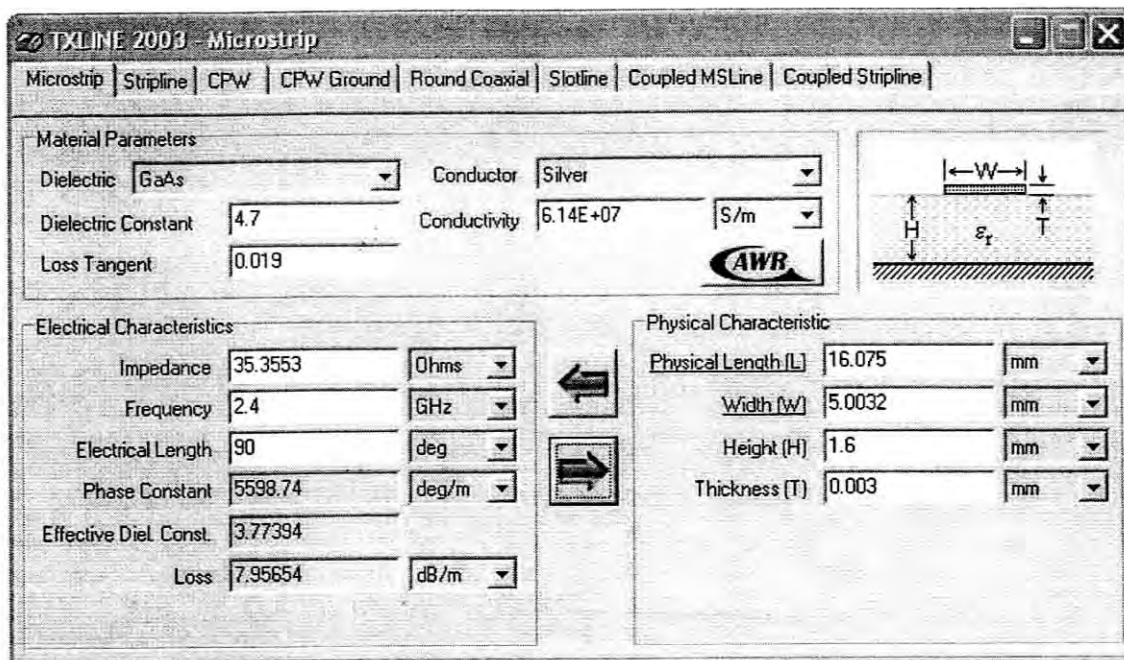 TXLINE 2003 - Microstrip
Microstrip Stripline CPW CPW Ground Round Coaxial Slotline Coupled MSLine Coupled Stripline
Material Parameters
Dielectric GaAs Conductor Silver
Dielectric Constant 4.7 Conductivity 6.14E+07 S/m
Loss Tangent 0.019 AWR
W
H εr T
Electrical Characteristics
Impedance 35.3553 Ohms
Frequency 2.4 GHz
Electrical Length 90 deg
Phase Constant 5598.74 deg/m
Effective Diel. Const. 3.77394
Loss 7.95654 dB/m
Physical Characteristic
Physical Length (L) 16.075 mm
Width (W) 5.0032 mm
Height (H) 1.6 mm
Thickness (T) 0.003 mm